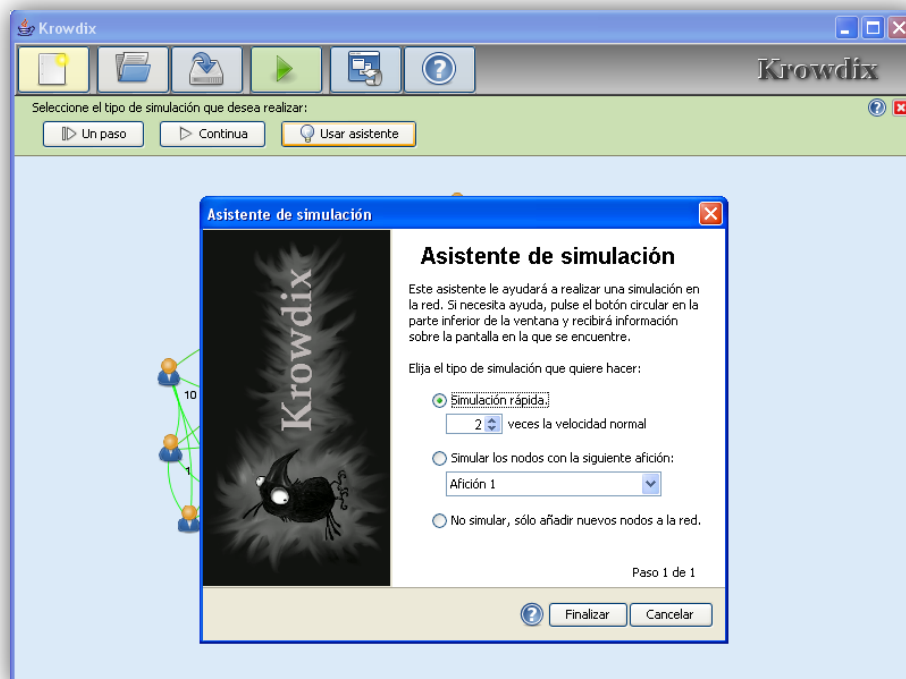 Krowdix
Krowdix
Seleccione el tipo de simulación que desea realizar:
Un paso
Continua
Usar asistente
Asistente de simulación
Krowdix
Asistente de simulación
Este asistente le ayudará a realizar una simulación en
la red. Si necesita ayuda, pulse el botón circular en la
parte inferior de la ventana y recibirá información
sobre la pantalla en la que se encuentre.
Elija el tipo de simulación que quiere hacer:
Simulación rápida.
2 veces la velocidad normal
Simular los nodos con la siguiente afición:
Afición 1
No simular, sólo añadir nuevos nodos a la red.
Paso 1 de 1
Finalizar
Cancelar
10
1